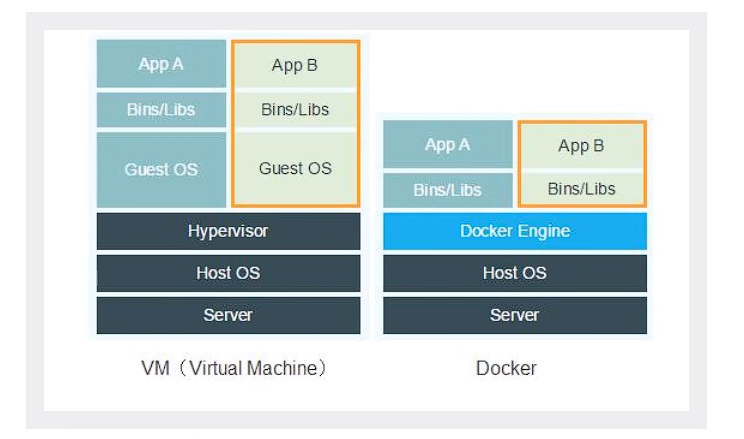 App A
App B
Bins/Libs
Bins/Libs
Guest OS
Guest OS
Hypervisor
Host OS
Server
VM（Virtual Machine）
App A
App B
Bins/Libs
Bins/Libs
Docker Engine
Host OS
Server
Docker